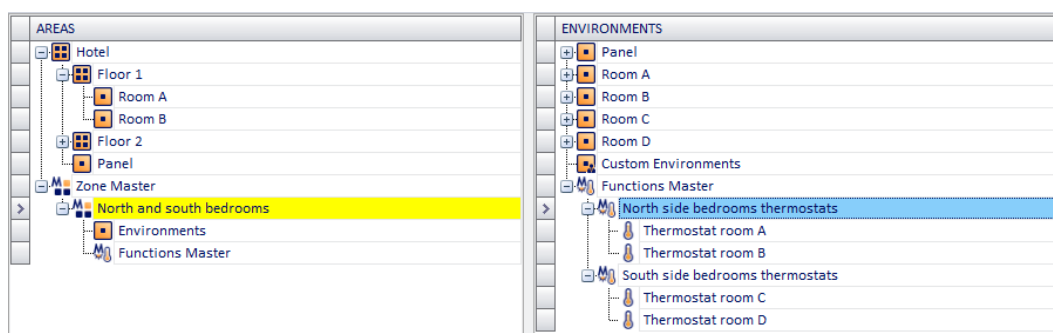 AREAS
Hotel
Floor 1
Room A
Room B
Floor 2
Panel
Zone Master
North and south bedrooms
Environments
Functions Master
ENVIRONMENTS
Panel
Room A
Room B
Room C
Room D
Custom Environments
Functions Master
North side bedrooms thermostats
Thermostat room A
Thermostat room B
South side bedrooms thermostats
Thermostat room C
Thermostat room D